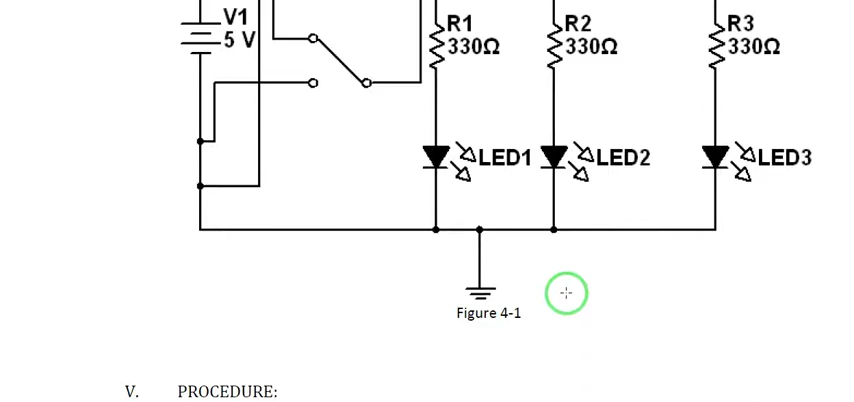 V1
5 V
R1
330Ω
R2
330Ω
R3
330Ω
LED1
LED2
LED3
Figure 4-1
V. PROCEDURE: